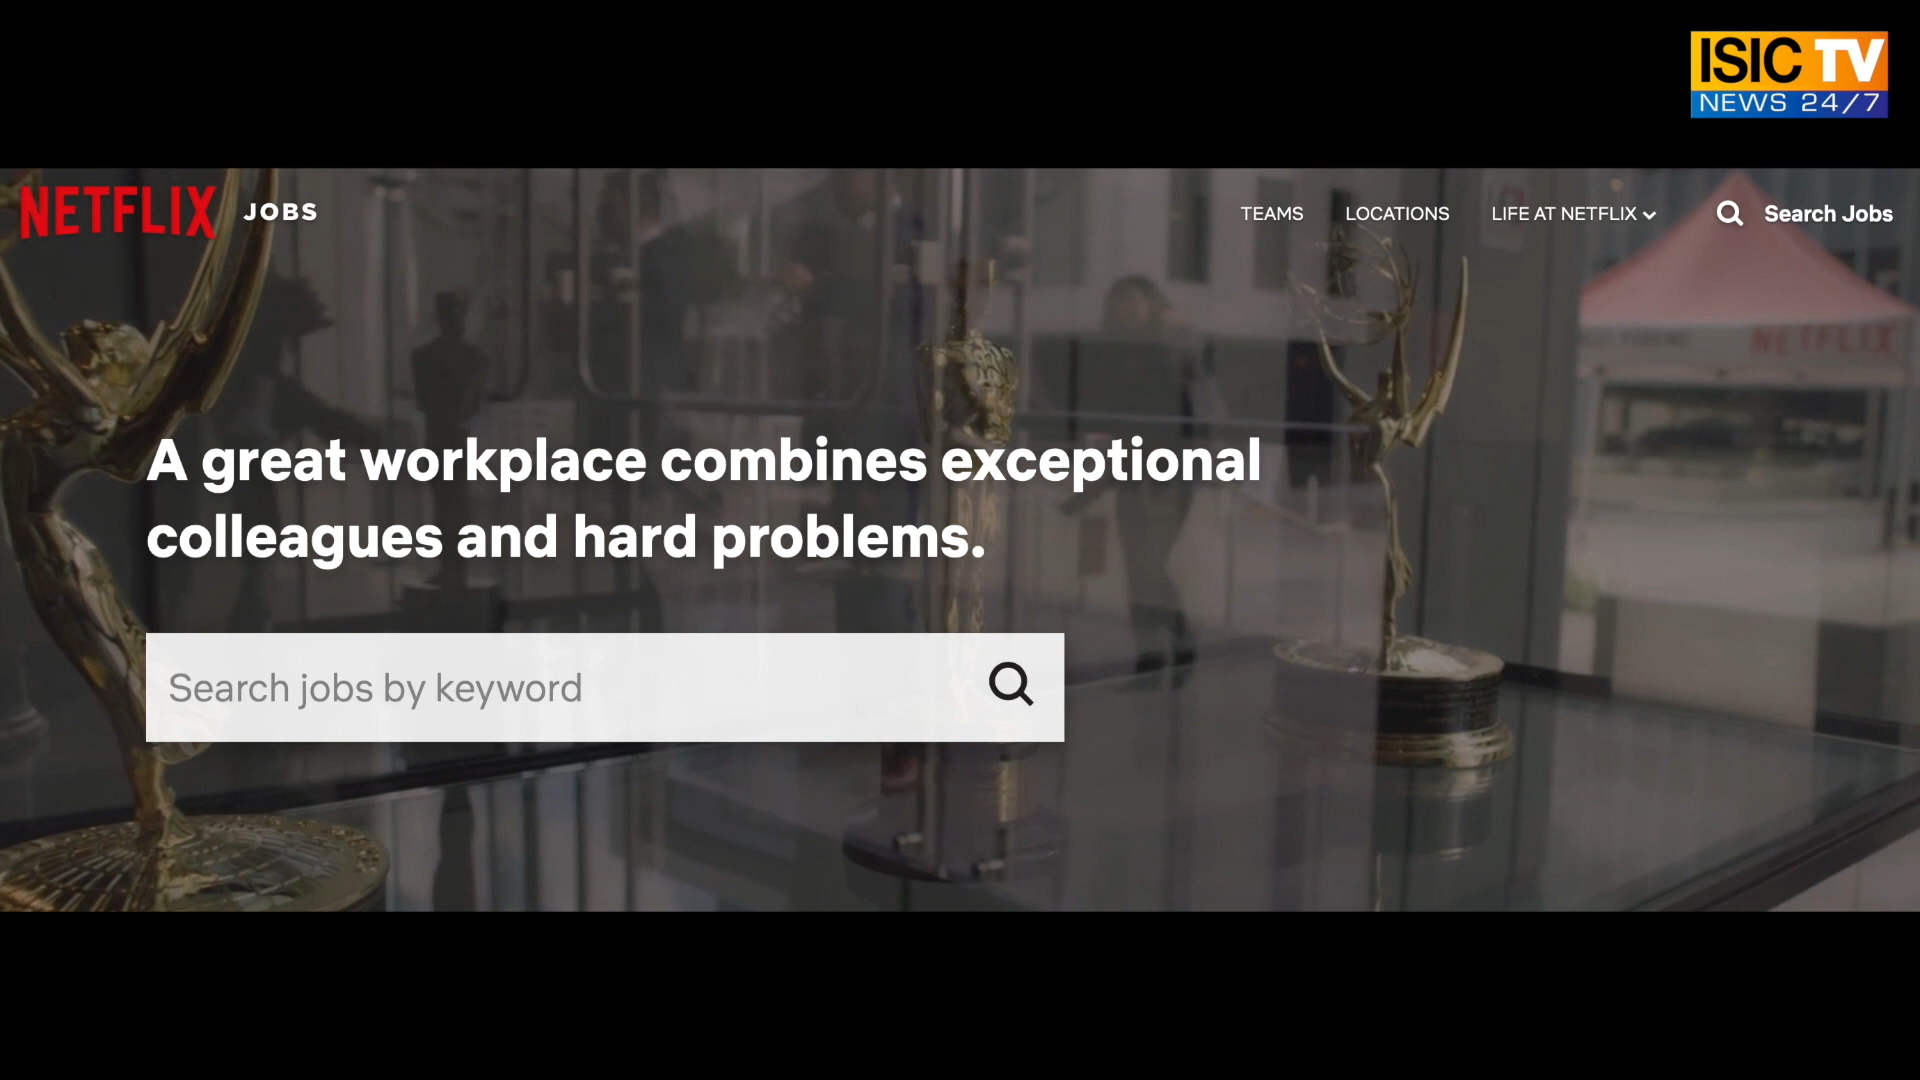 ISIC TV
NEWS 24/7
NETFLIX JOBS
TEAMS
LOCATIONS
LIFE AT NETFLIX
Search Jobs
NETFLIX
A great workplace combines exceptional
colleagues and hard problems.
Search jobs by keyword